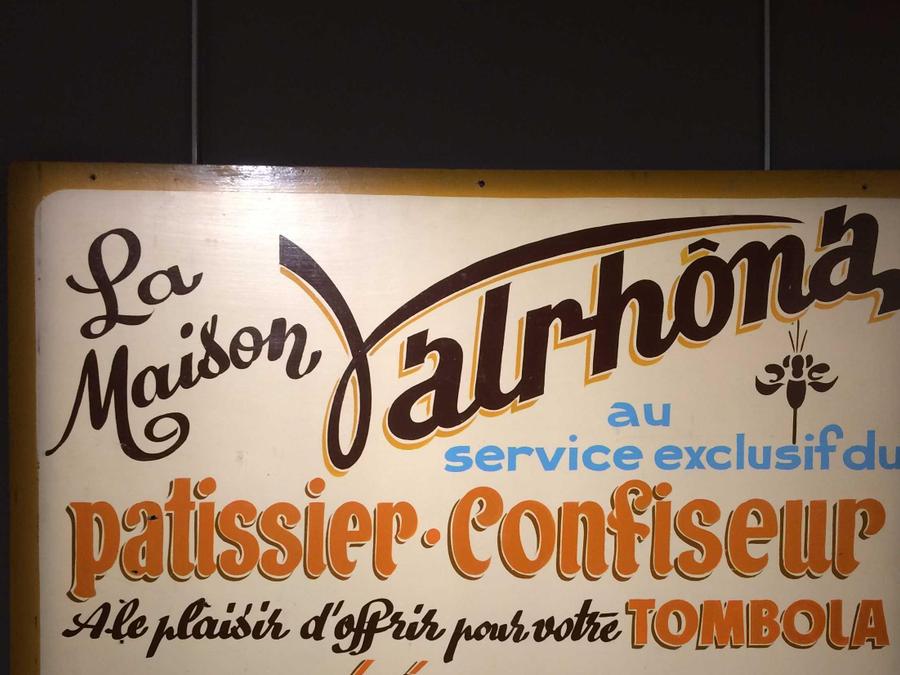 La
Maison Valrhôna
au
service exclusif du
patissier·Confiseur
A le plaisir d'offrir pour votre TOMBOLA